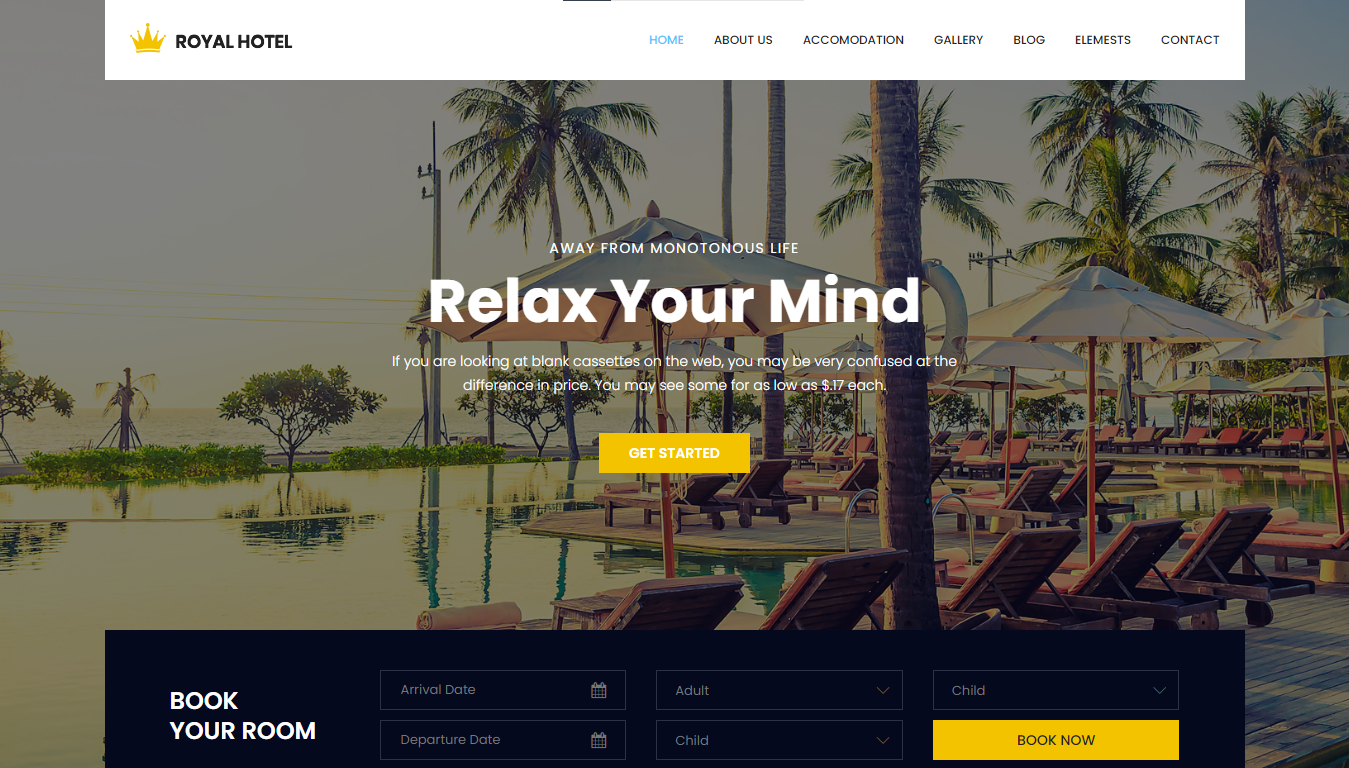 ROYAL HOTEL
HOME
ABOUT US
ACCOMODATION
GALLERY
BLOG
ELEMESTS
CONTACT
AWAY FROM MONOTONOUS LIFE
Relax Your Mind
If you are looking at blank cassettes on the web, you may be very confused at the
difference in price. You may see some for as low as $.17 each.
GET STARTED
BOOK
YOUR ROOM
Arrival Date
Adult
Child
Departure Date
Child
BOOK NOW